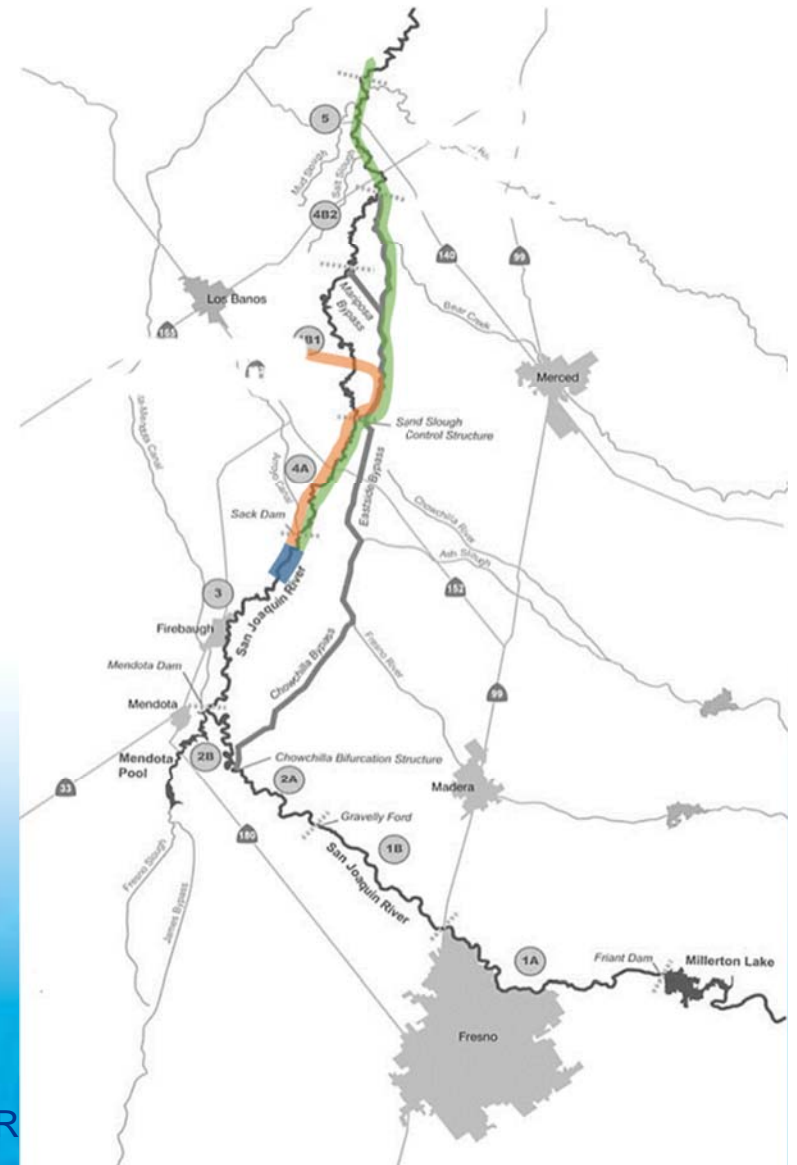 5
Mud Slough
Salt Slough
4B2
140
99
Los Banos
Mariposa
Bypass
Bear Creek
165
Merced
Sand Slough
Control Structure
4A
Arroyo Canal
Eastside Bypass
Sack Dam
Chowchilla River
Ash Slough
152
3
San Joaquin River
Firebaugh
Chowchilla Bypass
Fresno River
Mendota Dam
99
Mendota
Mendota
Pool
2B
Chowchilla Bifurcation Structure
2A
Madera
33
Gravelly Ford
180
1B
Fresno Slough
San Joaquin River
James Bypass
1A
Friant Dam
Millerton Lake
Fresno
R